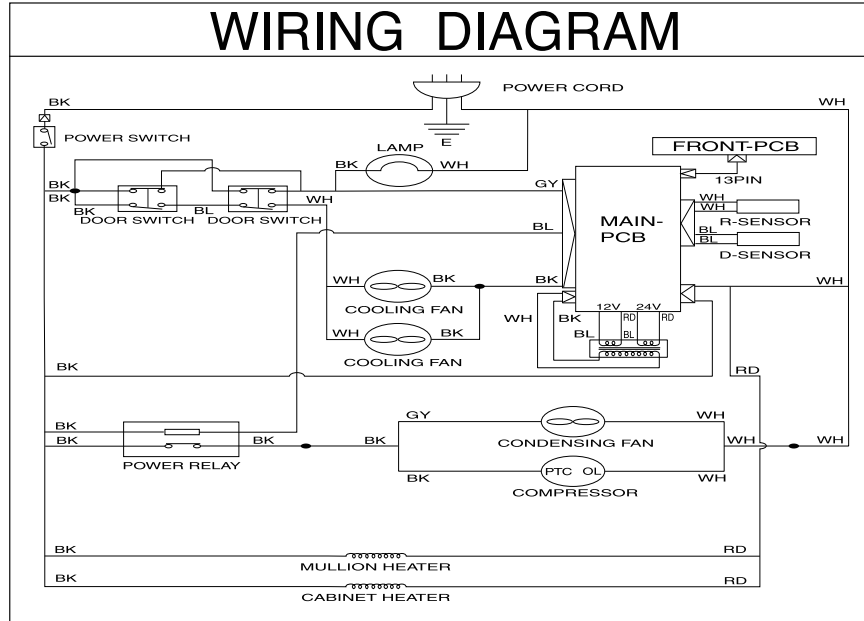 WIRING DIAGRAM
POWER CORD
BK
WH
E
POWER SWITCH
LAMP
BK
WH
FRONT-PCB
13PIN
BK
BK
BK
BL
WH
DOOR SWITCH
DOOR SWITCH
GY
MAIN-
PCB
WH
WH
R-SENSOR
BL
BL
BL
D-SENSOR
WH
BK
BK
WH
COOLING FAN
WH
BK
COOLING FAN
WH
BK
12V
RD
24V
RD
BL
BL
BK
RD
BK
BK
BK
BK
POWER RELAY
GY
WH
CONDENSING FAN
WH
WH
BK
WH
PTC OL
COMPRESSOR
BK
RD
MULLION HEATER
BK
RD
CABINET HEATER